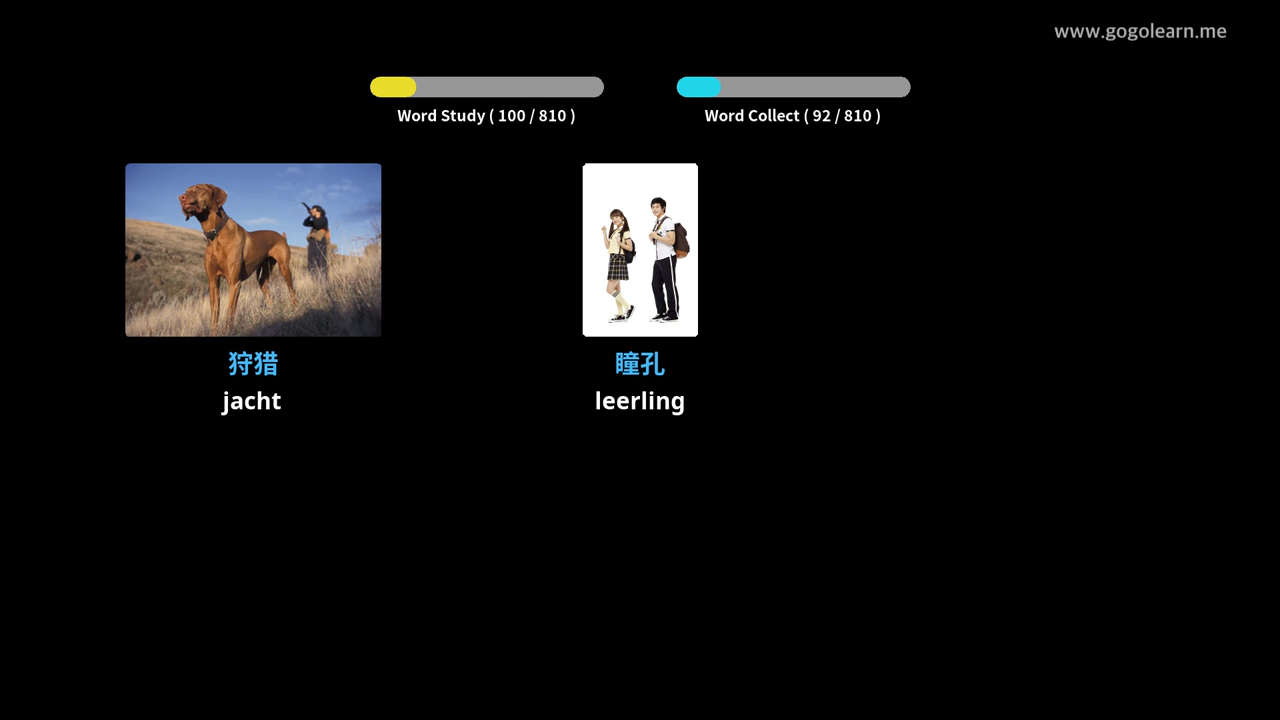 www.gogolearn.me
Word Study ( 100 / 810 )
Word Collect ( 92 / 810 )
狩猎
jacht
瞳孔
leerling